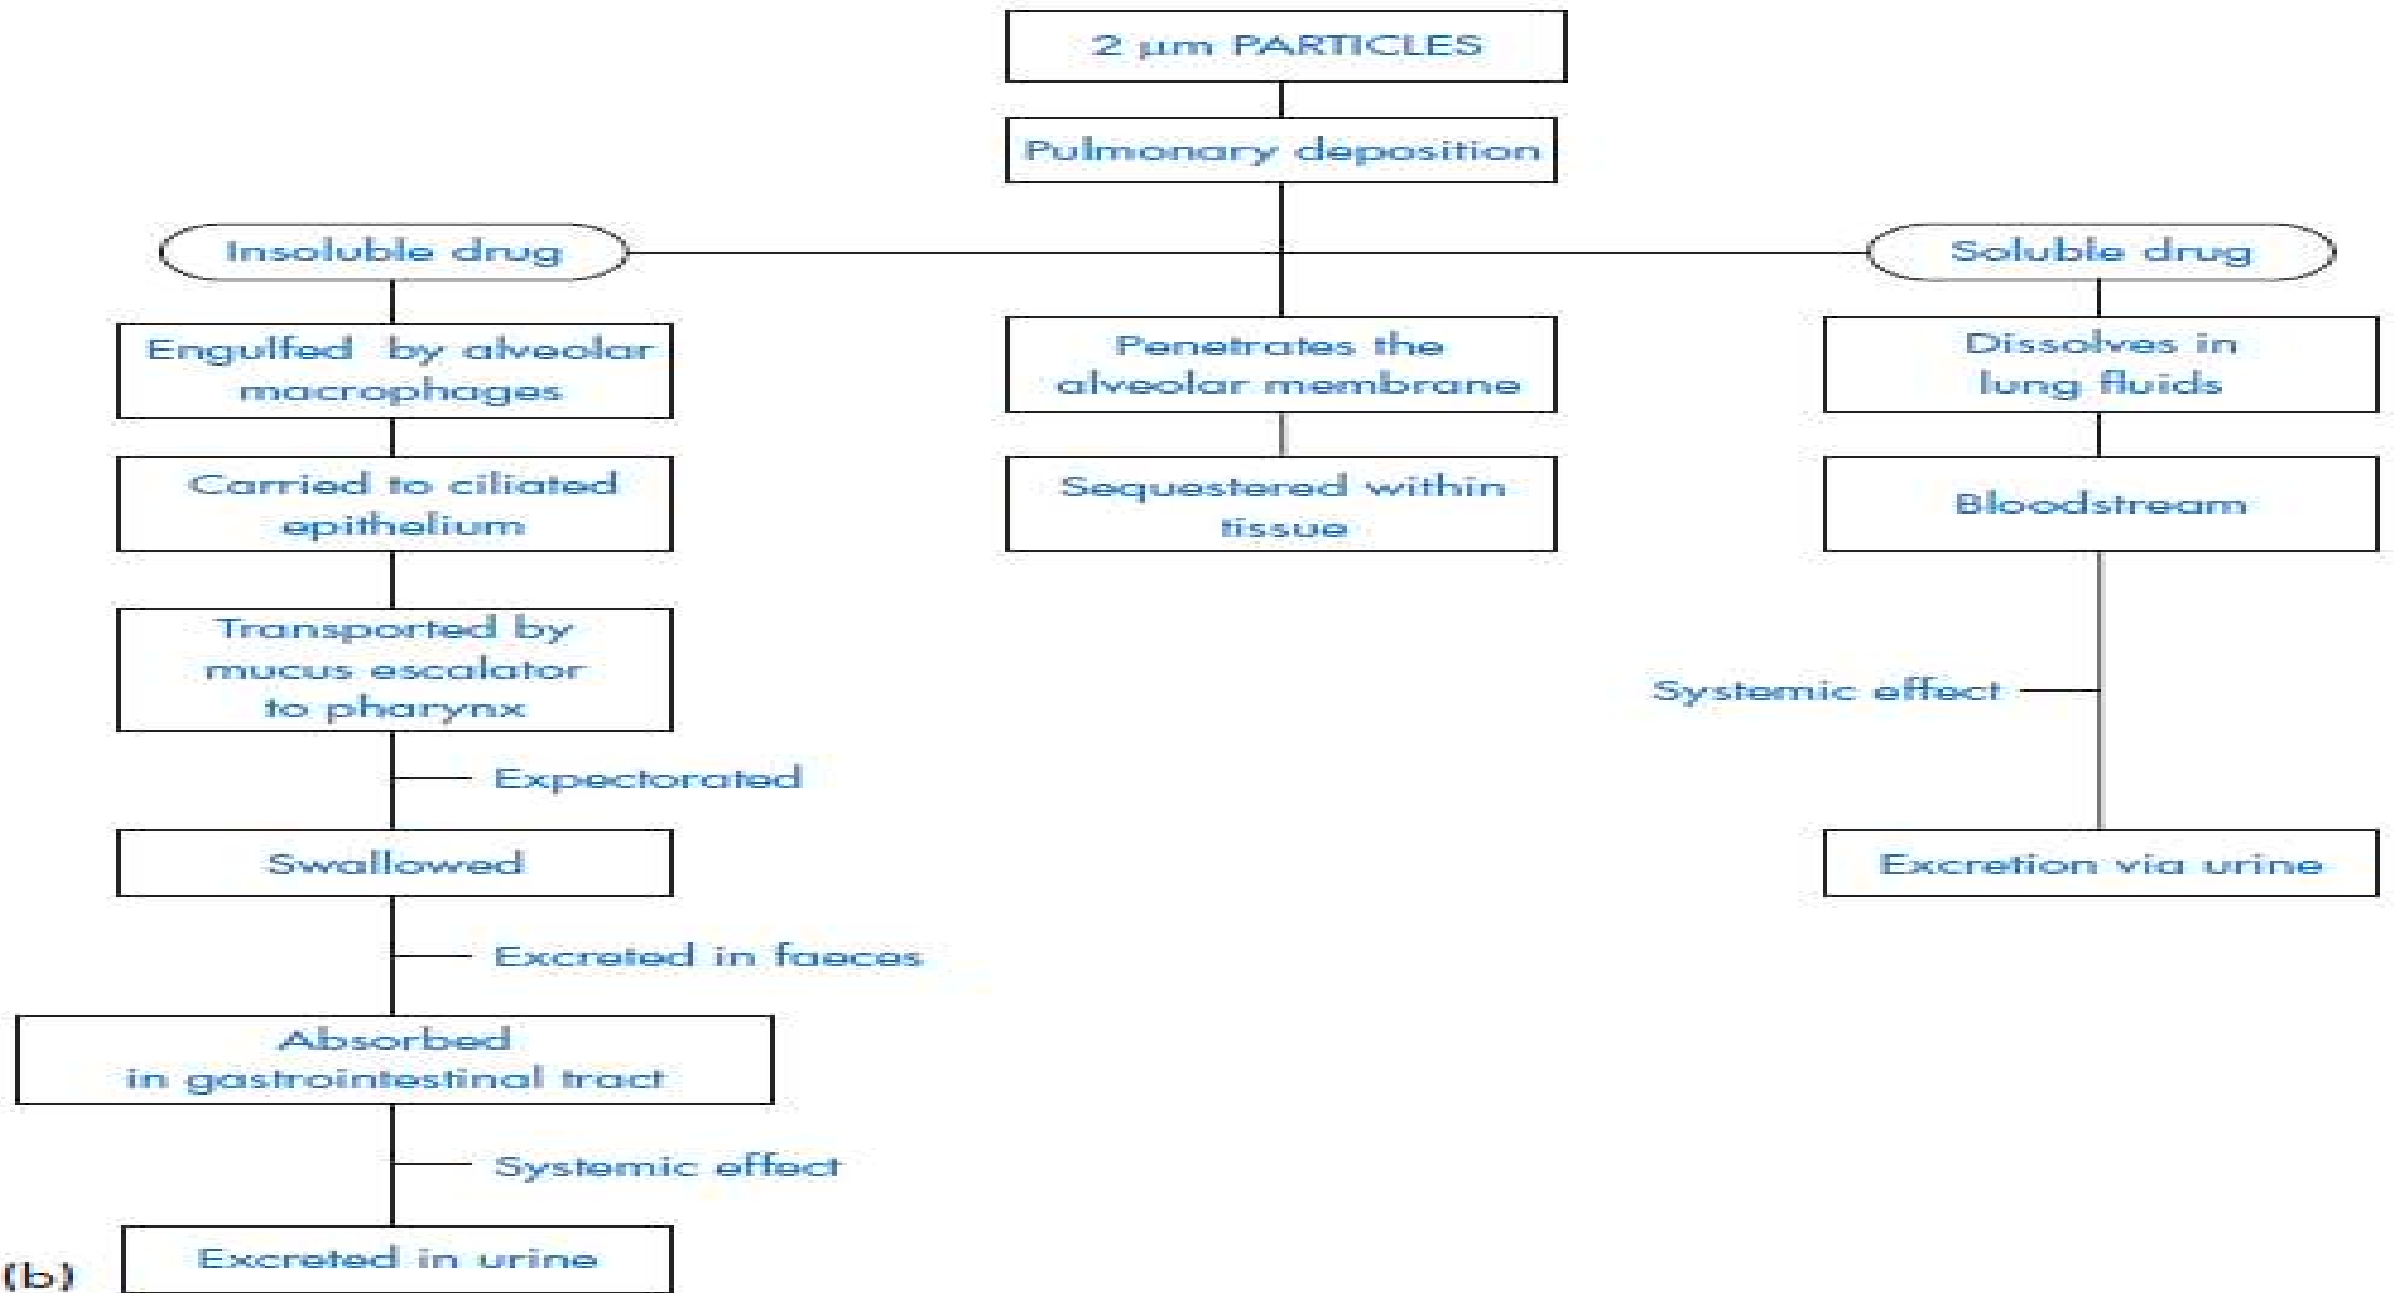 2 µm PARTICLES
Pulmonary deposition
Insoluble drug
Soluble drug
Engulfed by alveolar
macrophages
Penetrates the
alveolar membrane
Dissolves in
lung fluids
Carried to ciliated
epithelium
Sequestered within
tissue
Bloodstream
Transported by
mucus escalator
to pharynx
Systemic effect
Expectorated
Swallowed
Excretion via urine
Excreted in faeces
Absorbed
in gastrointestinal tract
Systemic effect
Excreted in urine
(b)